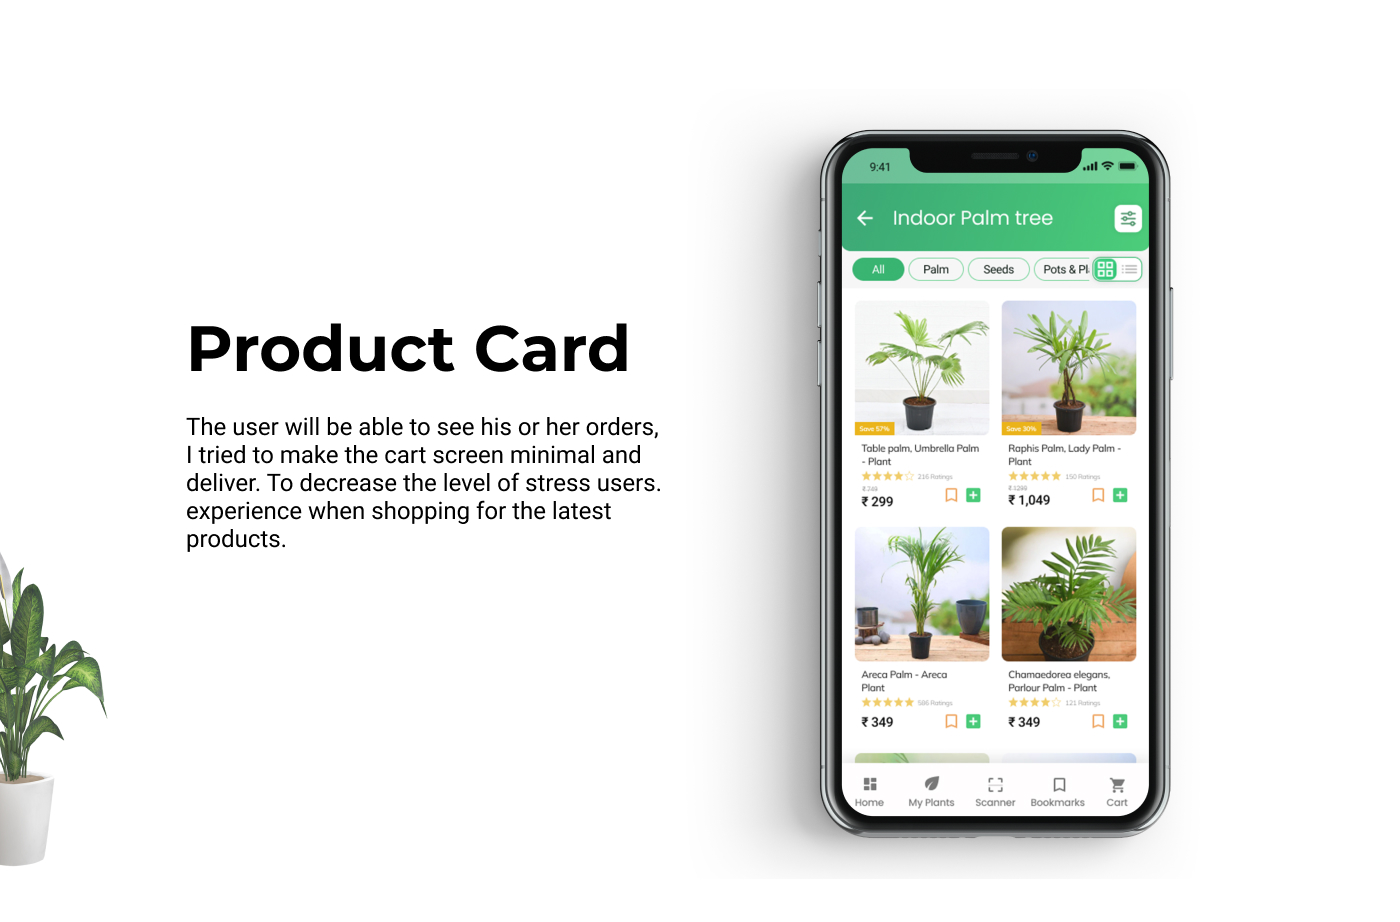 Product Card
The user will be able to see his or her orders,
I tried to make the cart screen minimal and
deliver. To decrease the level of stress users.
experience when shopping for the latest
products.
9:41
Indoor Palm tree
All
Palm
Seeds
Pots & Pl
Save 57%
Save 30%
Table palm, Umbrella Palm
- Plant
216 Ratings
₹ 299
Raphis Palm, Lady Palm -
Plant
150 Ratings
₹ 1299
₹ 1,049
Areca Palm - Areca
Plant
586 Ratings
₹ 349
Chamaedorea elegans,
Parlour Palm - Plant
121 Ratings
₹ 349
Home
My Plants
Scanner
Bookmarks
Cart